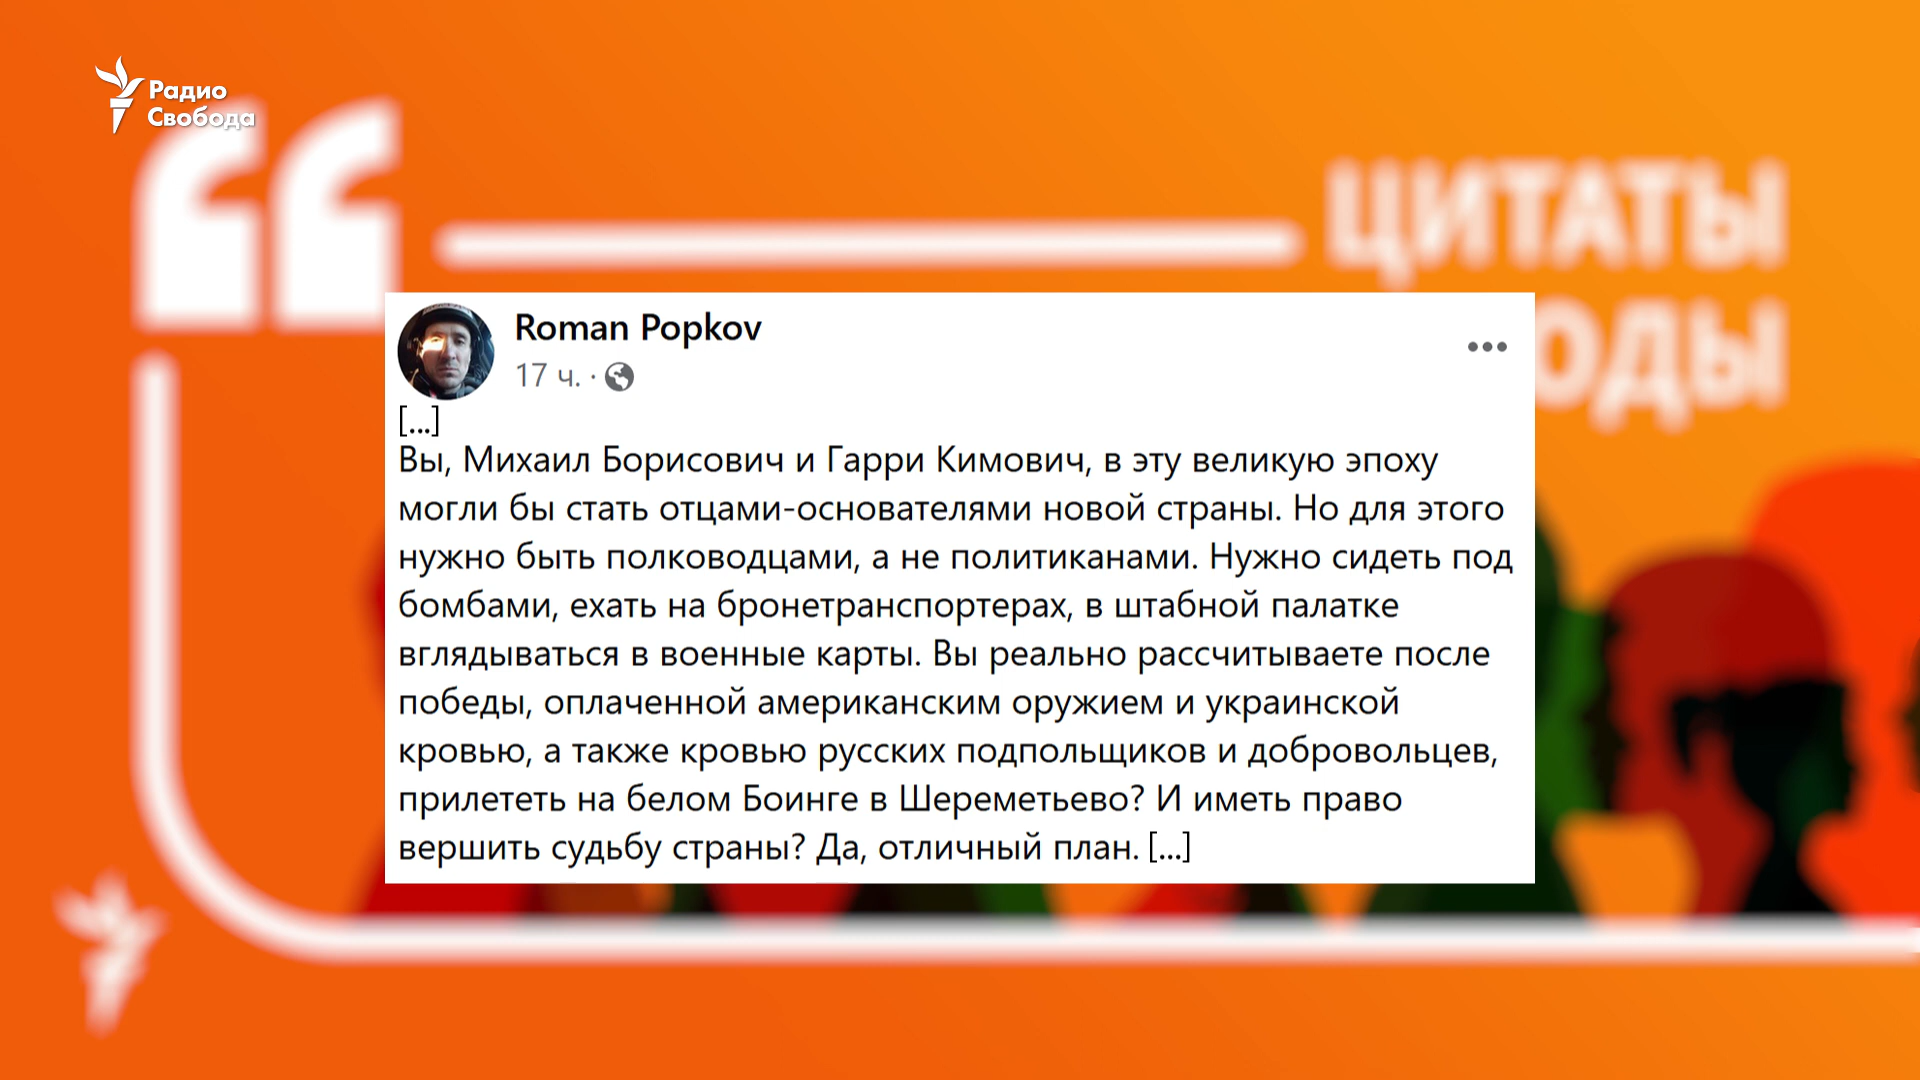 Радио
Свобода
ЦИТАТЫ
Roman Popkov
17 ч. ·
[...]
Вы, Михаил Борисович и Гарри Кимович, в эту великую эпоху
могли бы стать отцами-основателями новой страны. Но для этого
нужно быть полководцами, а не политиканами. Нужно сидеть под
бомбами, ехать на бронетранспортерах, в штабной палатке
вглядываться в военные карты. Вы реально рассчитываете после
победы, оплаченной американским оружием и украинской
кровью, а также кровью русских подпольщиков и добровольцев,
прилететь на белом Боинге в Шереметьево? И иметь право
вершить судьбу страны? Да, отличный план. [...]